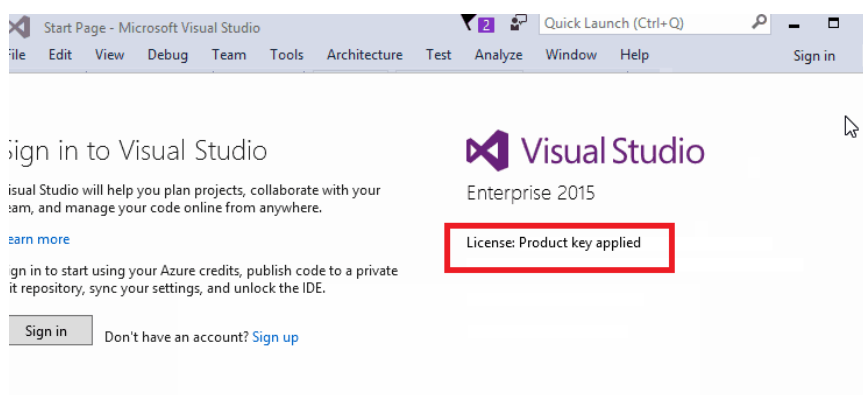 Start Page - Microsoft Visual Studio
2
Quick Launch (Ctrl+Q)
File Edit View Debug Team Tools Architecture Test Analyze Window Help
Sign in
Sign in to Visual Studio
isual Studio will help you plan projects, collaborate with your
eam, and manage your code online from anywhere.
earn more
ign in to start using your Azure credits, publish code to a private
it repository, sync your settings, and unlock the IDE.
Sign in
Don't have an account? Sign up
Visual Studio
Enterprise 2015
License: Product key applied